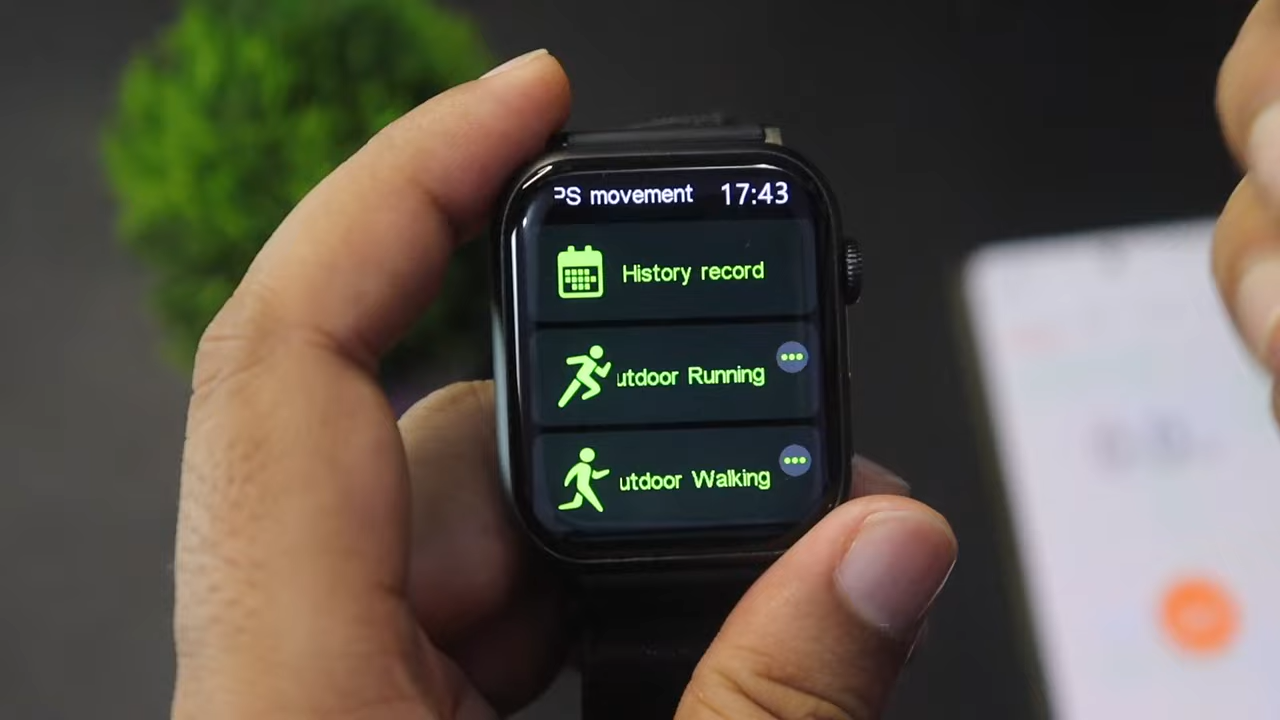 PS movement 17:43
History record
utdoor Running
utdoor Walking